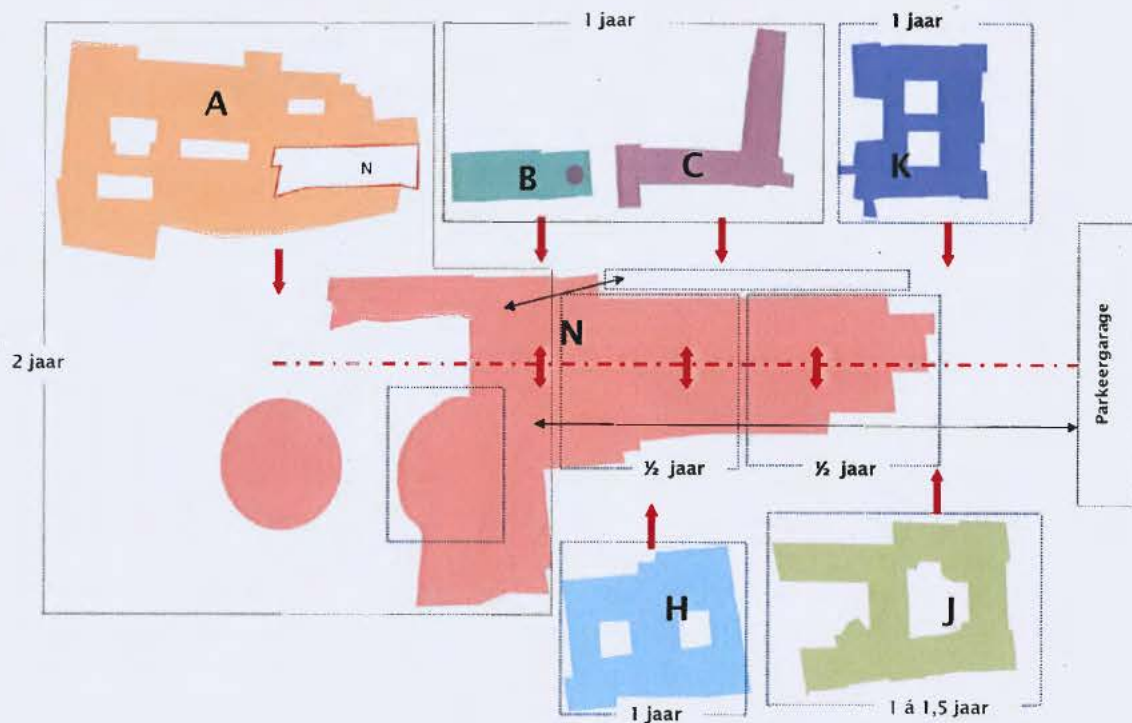 1 jaar
1 jaar
A
N
B
C
K
N
2 jaar
Parkeergarage
½ jaar
½ jaar
H
J
1 jaar
1 á 1,5 jaar